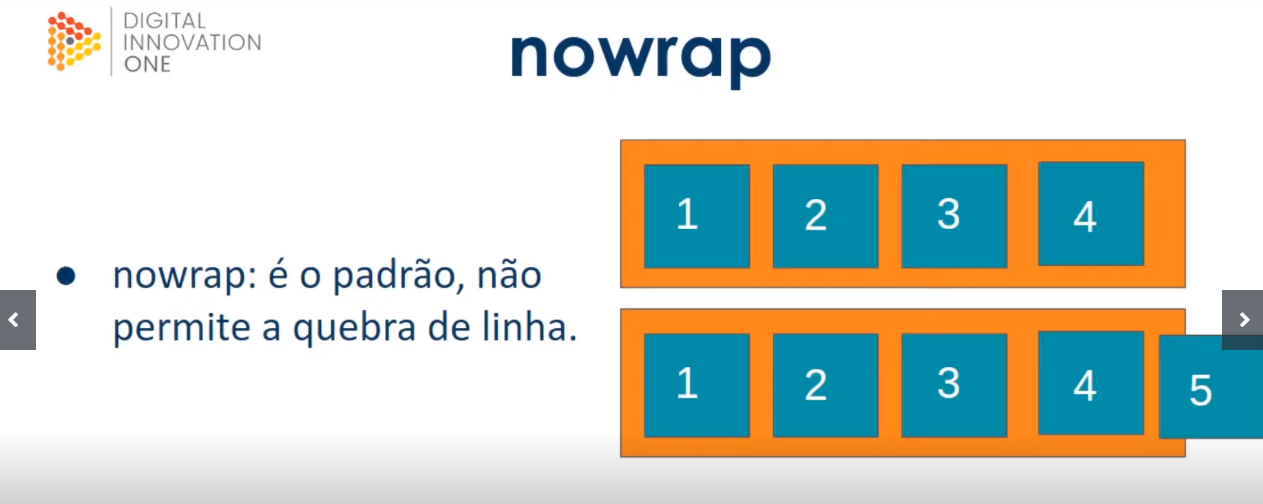 DIGITAL
INNOVATION
ONE
nowrap
● nowrap: é o padrão, não
permite a quebra de linha.
1 2 3 4
1 2 3 4 5